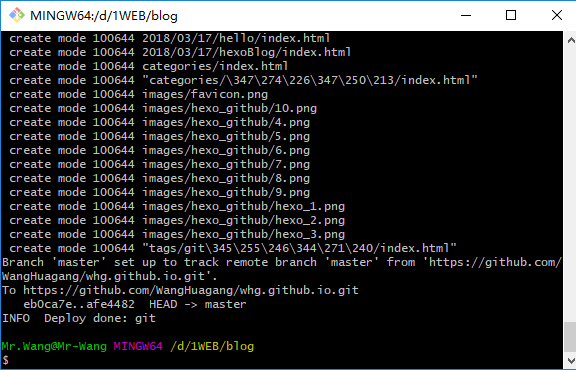 MINGW64:/d/1WEB/blog
create mode 100644 2018/03/17/hello/index.html
create mode 100644 2018/03/17/hexoBlog/index.html
create mode 100644 categories/index.html
create mode 100644 "categories/\347\274\226\347\250\213/index.html"
create mode 100644 images/favicon.png
create mode 100644 images/hexo_github/10.png
create mode 100644 images/hexo_github/4.png
create mode 100644 images/hexo_github/5.png
create mode 100644 images/hexo_github/6.png
create mode 100644 images/hexo_github/7.png
create mode 100644 images/hexo_github/8.png
create mode 100644 images/hexo_github/9.png
create mode 100644 images/hexo_github/hexo_1.png
create mode 100644 images/hexo_github/hexo_2.png
create mode 100644 images/hexo_github/hexo_3.png
create mode 100644 "tags/git\345\255\246\344\271\240/index.html"
Branch 'master' set up to track remote branch 'master' from 'https://github.com/
WangHuagang/whg.github.io.git'.
To https://github.com/WangHuagang/whg.github.io.git
eb0ca7e..afe4482  HEAD -> master
INFO  Deploy done: git
Mr.Wang@Mr-Wang MINGW64 /d/1WEB/blog
$